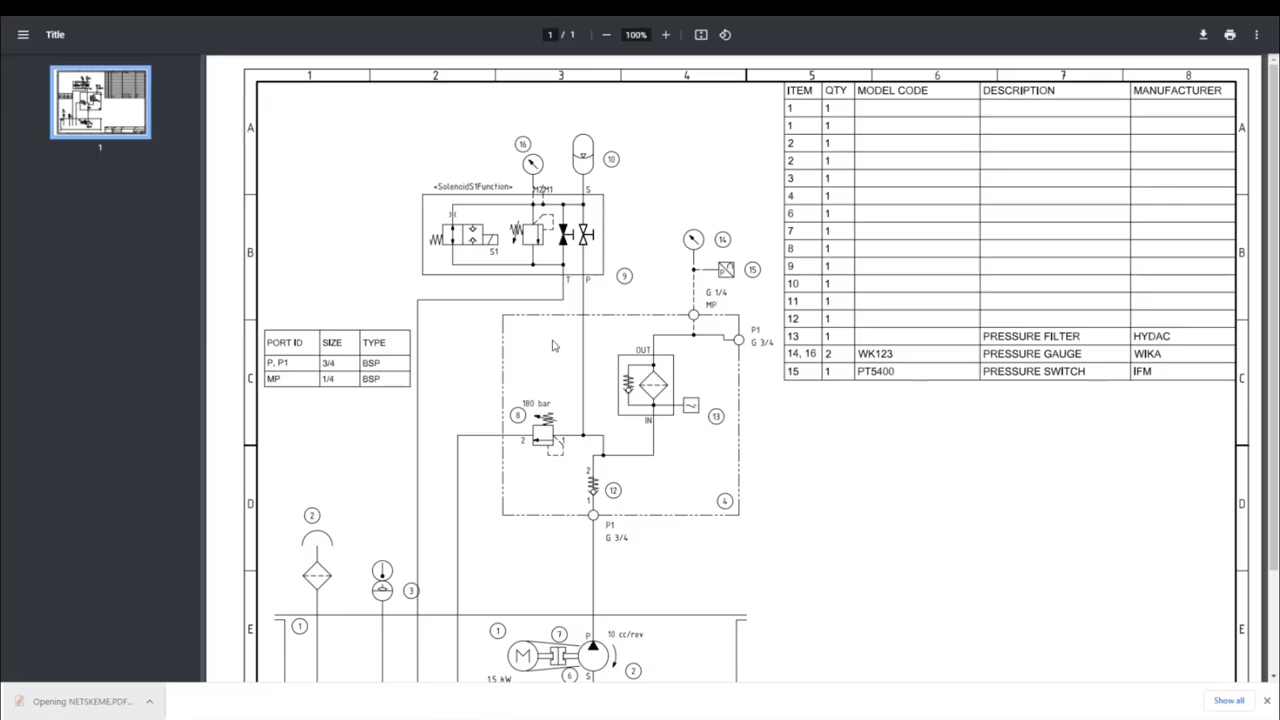 Title
1 / 1
100%
1
1 2 3 4 5 6 7 8
A
B
C
D
E
A
B
C
D
E
ITEM QTY MODEL CODE DESCRIPTION MANUFACTURER
1 1
1 1
2 1
2 1
3 1
4 1
6 1
7 1
8 1
9 1
10 1
11 1
12 1
13 1 PRESSURE FILTER HYDAC
14, 16 2 WK123 PRESSURE GAUGE WIKA
15 1 PT5400 PRESSURE SWITCH IFM
16
10
<SolenoidS1Function>
M1
S
S1
T P
9
14
15
G 1/4
MP
P1
G 3/4
PORT ID SIZE TYPE
P, P1 3/4 BSP
MP 1/4 BSP
OUT
IN
13
180 bar
8
2 1
2
12
1
4
P1
G 3/4
2
3
1
1
7
P
10 cc/rev
M
6
2
1.5 kW
S
Opening NETSKEME.PDF...
Show all